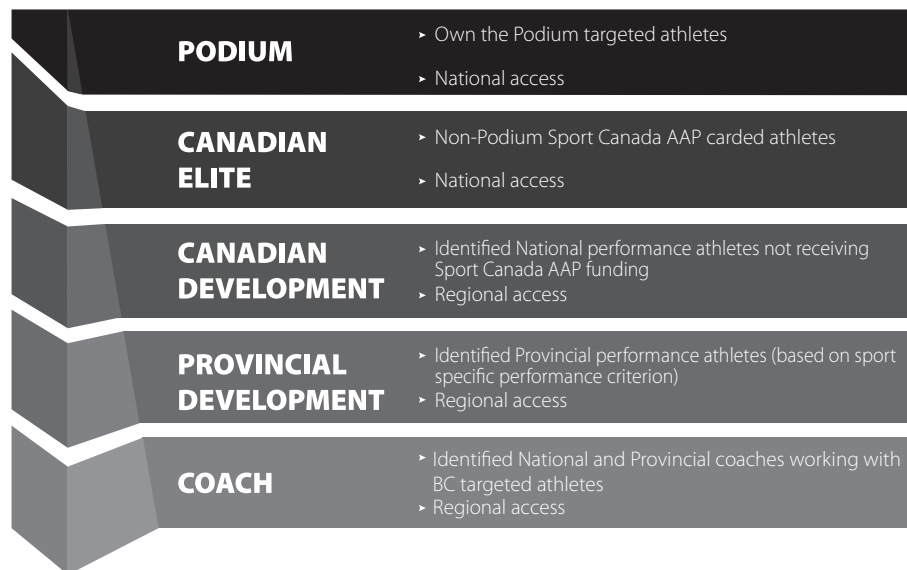 PODIUM
‣ Own the Podium targeted athletes
‣ National access
CANADIAN
ELITE
‣ Non-Podium Sport Canada AAP carded athletes
‣ National access
CANADIAN
DEVELOPMENT
‣ Identified National performance athletes not receiving
Sport Canada AAP funding
‣ Regional access
PROVINCIAL
DEVELOPMENT
‣ Identified Provincial performance athletes (based on sport
specific performance criterion)
‣ Regional access
COACH
‣ Identified National and Provincial coaches working with
BC targeted athletes
‣ Regional access